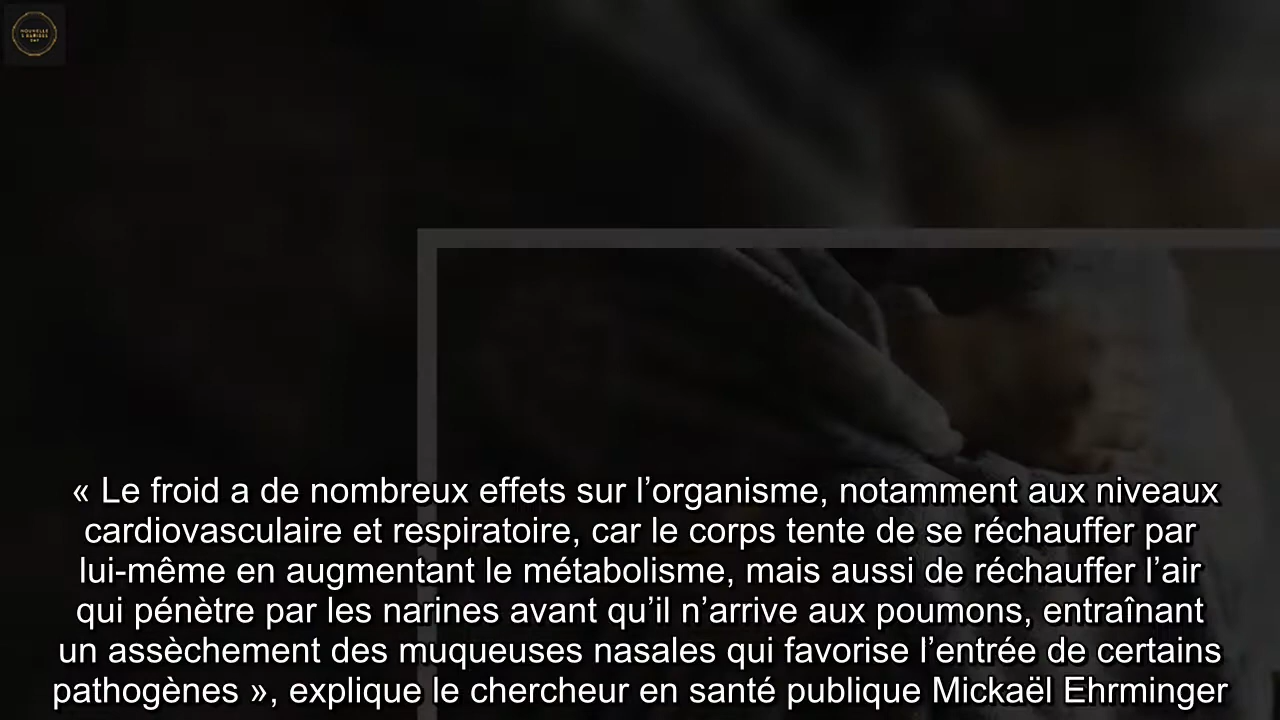 « Le froid a de nombreux effets sur l’organisme, notamment aux niveaux
cardiovasculaire et respiratoire, car le corps tente de se réchauffer par
lui-même en augmentant le métabolisme, mais aussi de réchauffer l’air
qui pénètre par les narines avant qu’il n’arrive aux poumons, entraînant
un assèchement des muqueuses nasales qui favorise l’entrée de certains
pathogènes », explique le chercheur en santé publique Mickaël Ehrminger